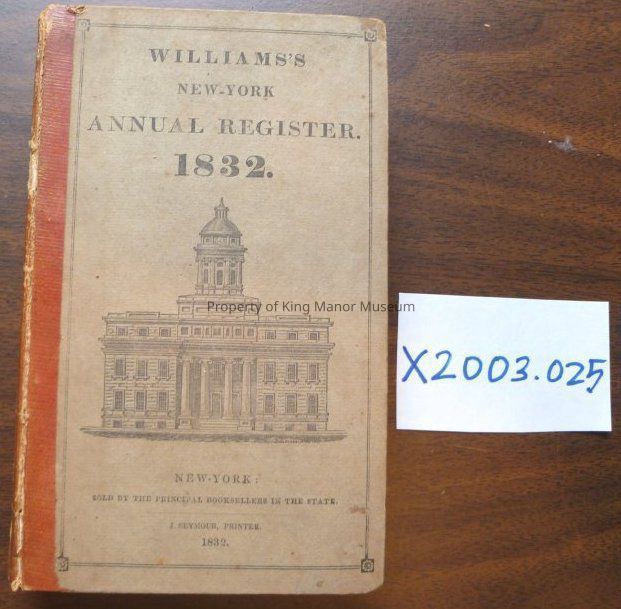 WILLIAMS'S
NEW-YORK
ANNUAL REGISTER.
1832.
Property of King Manor Museum
X2003.025
NEW-YORK:
SOLD BY THE PRINCIPAL BOOKSELLERS IN THE STATE.
J. SEYMOUR, PRINTER.
1832.